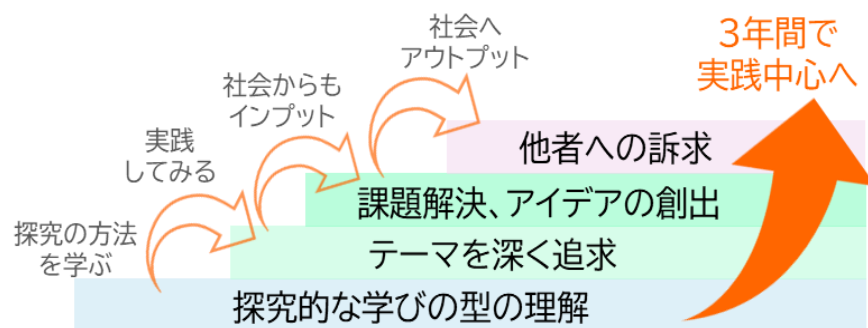 社会へ
アウトプット
3年間で
実践中心へ
社会からも
インプット
実践
してみる
探究の方法
を学ぶ
他者への訴求
課題解決、アイデアの創出
テーマを深く追求
探究的な学びの型の理解